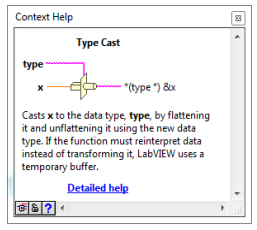 Context Help
Type Cast
type
x
*(type *) &x
Casts x to the data type, type, by flattening
it and unflattening it using the new data
type. If the function must reinterpret data
instead of transforming it, LabVIEW uses a
temporary buffer.
Detailed help
?